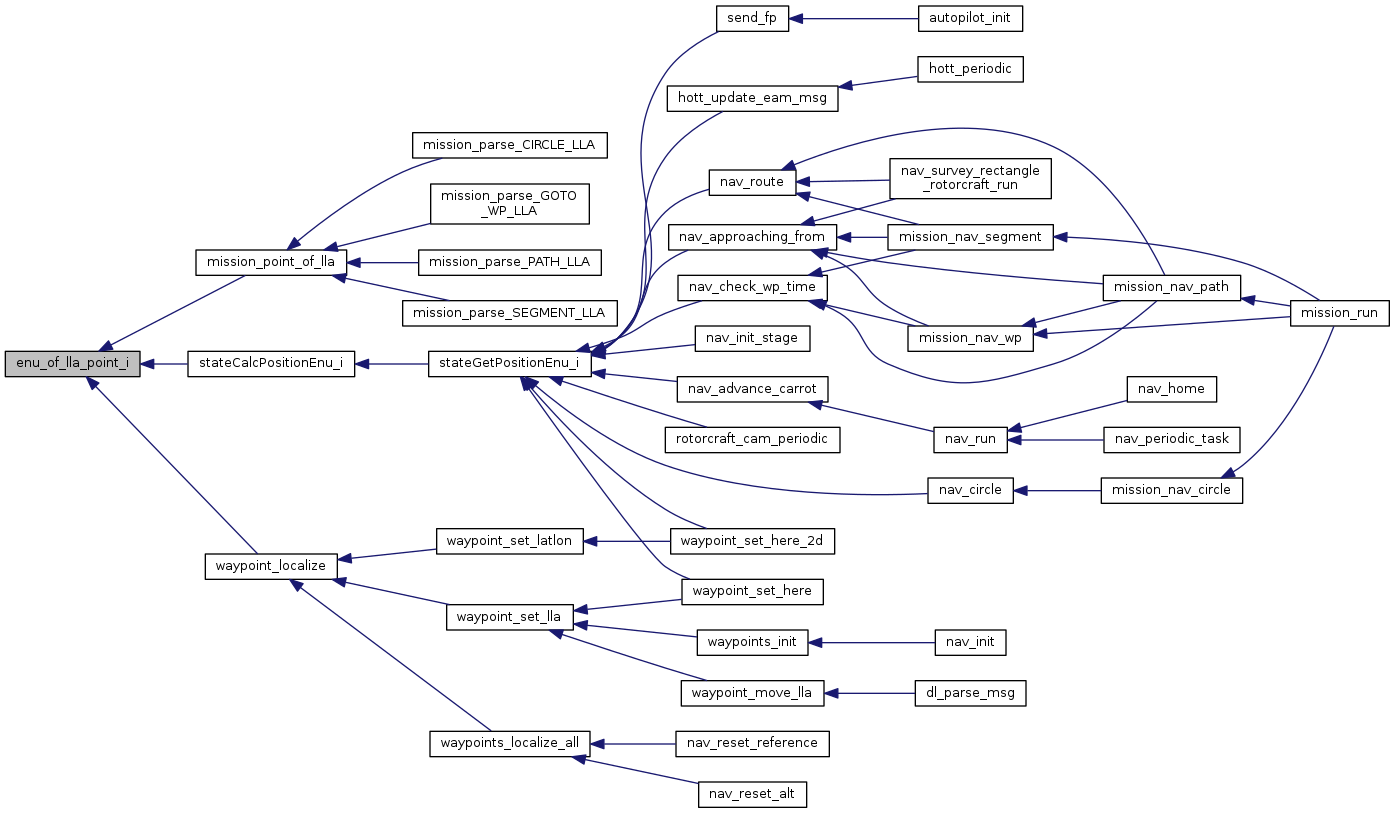 send_fp
autopilot_init
hott_periodic
hott_update_eam_msg
mission_parse_CIRCLE_LLA
nav_survey_rectangle
_rotorcraft_run
nav_route
mission_parse_GOTO
_WP_LLA
nav_approaching_from
mission_nav_segment
mission_point_of_lla
mission_parse_PATH_LLA
nav_check_wp_time
mission_nav_path
mission_parse_SEGMENT_LLA
mission_run
nav_init_stage
mission_nav_wp
enu_of_lla_point_i
stateCalcPositionEnu_i
stateGetPositionEnu_i
nav_advance_carrot
nav_home
rotorcraft_cam_periodic
nav_run
nav_periodic_task
nav_circle
mission_nav_circle
waypoint_set_latlon
waypoint_set_here_2d
waypoint_localize
waypoint_set_here
waypoint_set_lla
waypoints_init
nav_init
waypoint_move_lla
dl_parse_msg
waypoints_localize_all
nav_reset_reference
nav_reset_alt